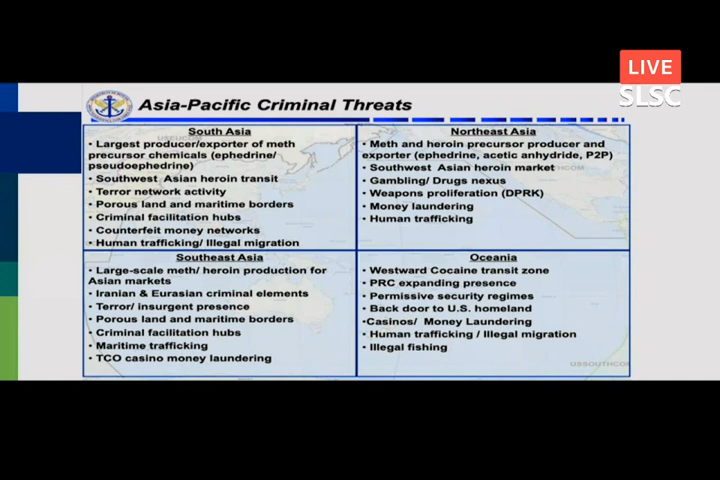 LIVE
SLSC
Asia-Pacific Criminal Threats
USEUCOM
South Asia
• Largest producer/exporter of meth
precursor chemicals (ephedrine/
pseudoephedrine)
• Southwest Asian heroin transit
• Terror network activity
• Porous land and maritime borders
• Criminal facilitation hubs
• Counterfeit money networks
• Human trafficking/ Illegal migration
Northeast Asia
• Meth and heroin precursor producer and
exporter (ephedrine, acetic anhydride, P2P)
• Southwest Asian heroin market
• Gambling/ Drugs nexus
• Weapons proliferation (DPRK)
• Money laundering
• Human trafficking
Southeast Asia
• Large-scale meth/ heroin production for
Asian markets
• Iranian & Eurasian criminal elements
• Terror/ insurgent presence
• Porous land and maritime borders
• Criminal facilitation hubs
• Maritime trafficking
• TCO casino money laundering
Oceania
• Westward Cocaine transit zone
• PRC expanding presence
• Permissive security regimes
• Back door to U.S. homeland
•Casinos/ Money Laundering
• Human trafficking / Illegal migration
• Illegal fishing
USSOUTHCOM